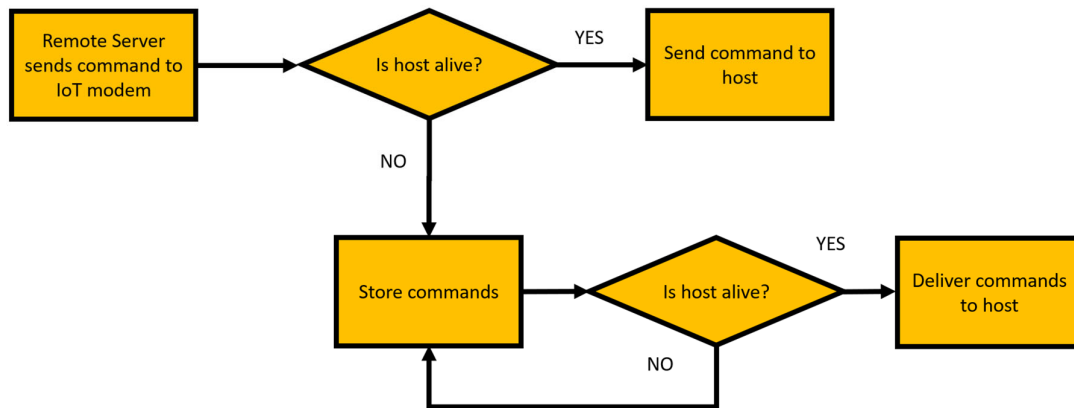 Remote Server
sends command to
IoT modem
Is host alive?
YES
Send command to
host
NO
Store commands
Is host alive?
YES
Deliver commands
to host
NO